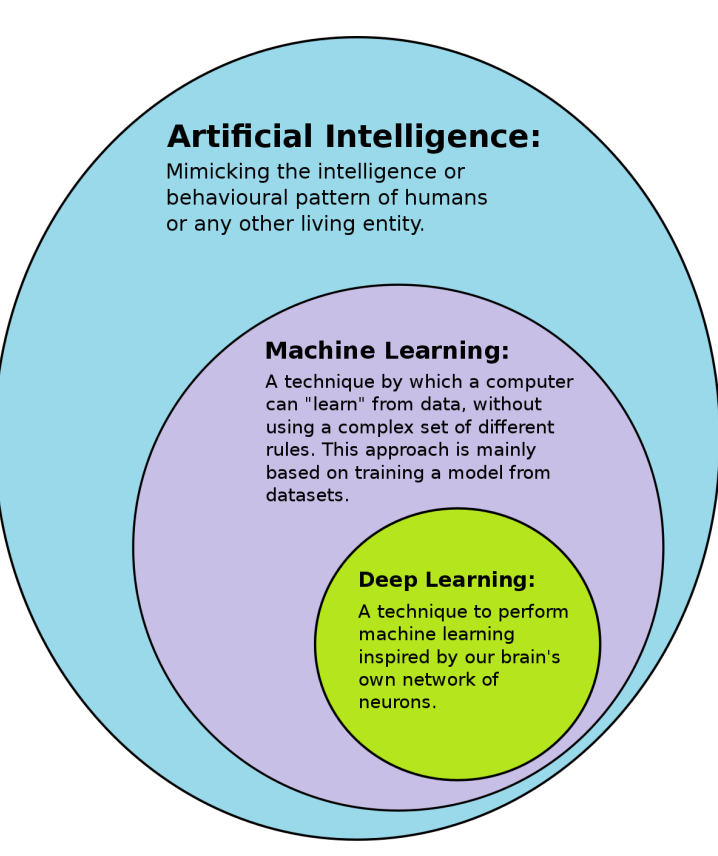 Artificial Intelligence:
Mimicking the intelligence or
behavioural pattern of humans
or any other living entity.
Machine Learning:
A technique by which a computer
can "learn" from data, without
using a complex set of different
rules. This approach is mainly
based on training a model from
datasets.
Deep Learning:
A technique to perform
machine learning
inspired by our brain's
own network of
neurons.